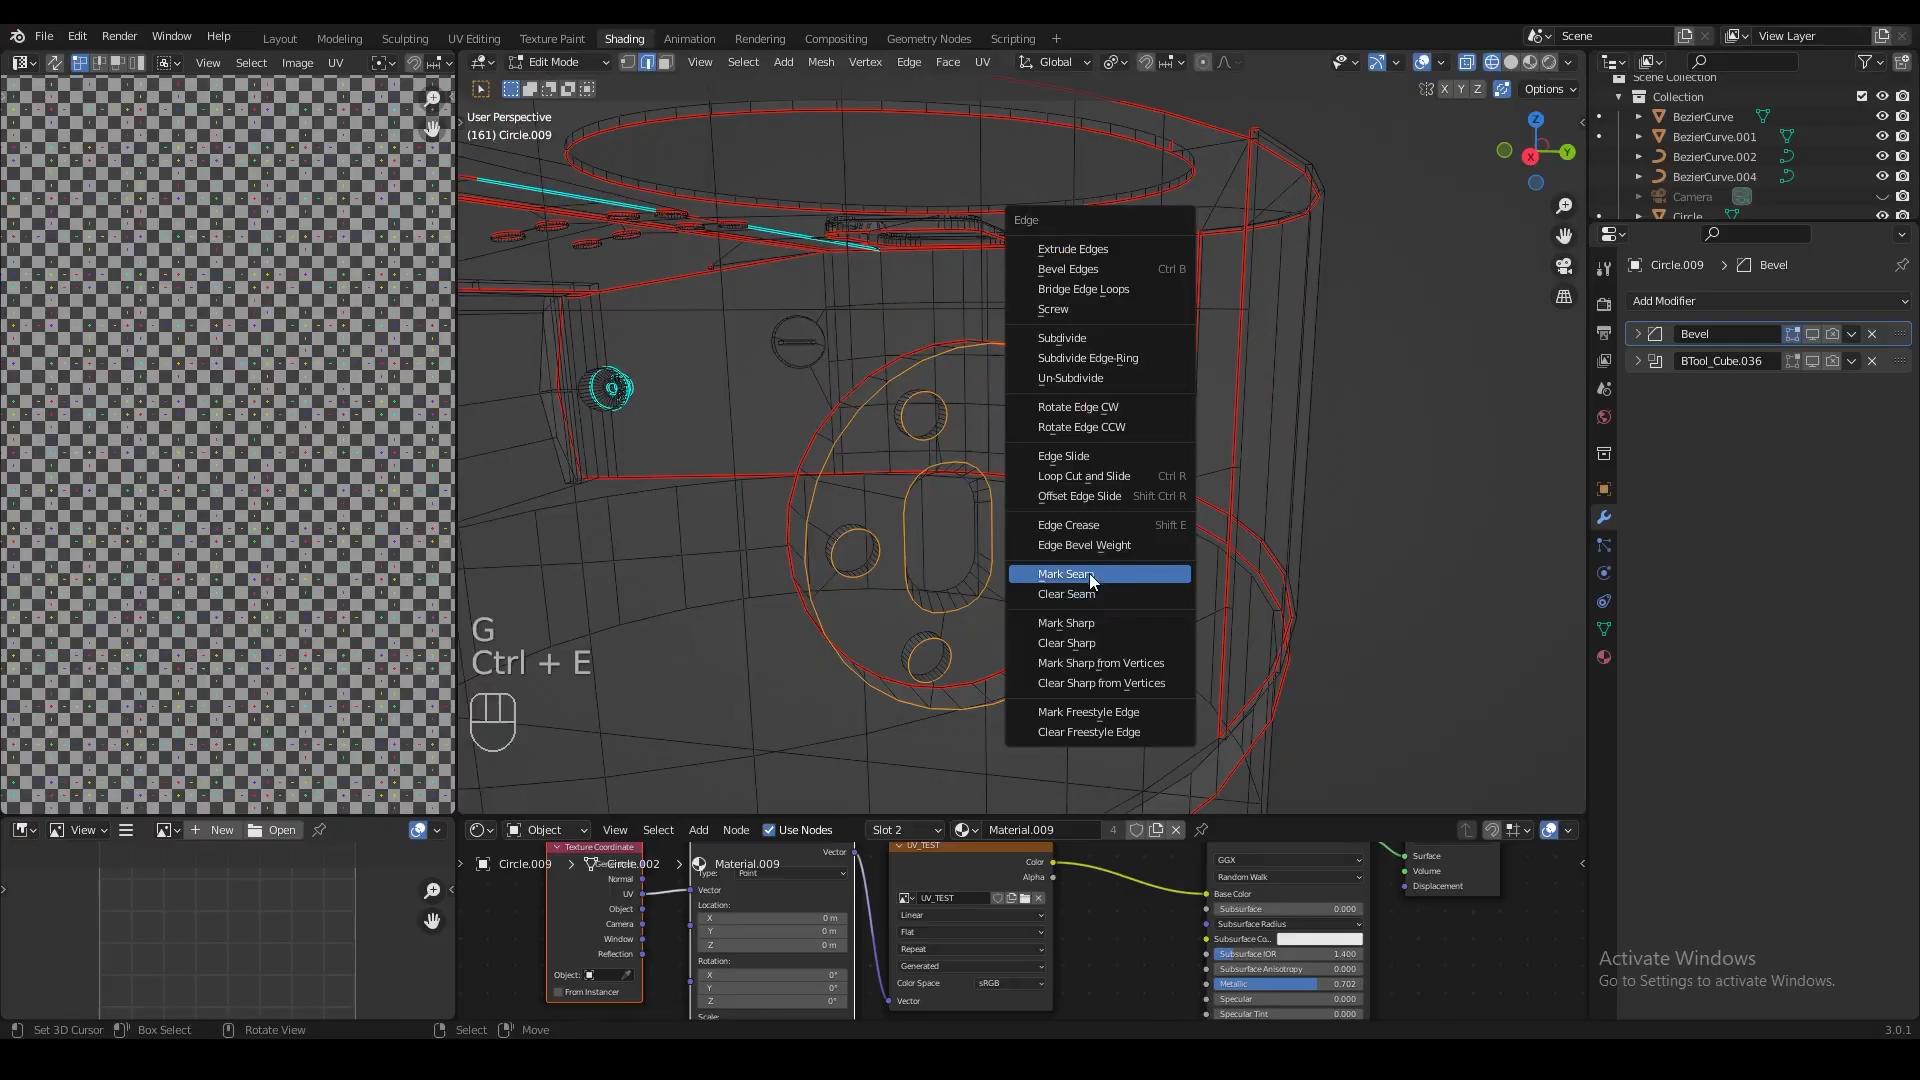 File Edit Render Window Help
Layout Modeling Sculpting UV Editing Texture Paint Shading Animation Rendering Compositing Geometry Nodes Scripting +
Scene
View Layer
View Select Image UV
Edit Mode
View Select Add Mesh Vertex Edge Face UV
Global
X Y Z
Options
User Perspective
(161) Circle.009
Z
Y
X
Scene Collection
Collection
BezierCurve
BezierCurve.001
BezierCurve.002
BezierCurve.004
Camera
Circle
Circle.009
Bevel
Add Modifier
Bevel
BTool_Cube.036
Edge
Extrude Edges
Bevel Edges Ctrl B
Bridge Edge Loops
Screw
Subdivide
Subdivide Edge-Ring
Un-Subdivide
Rotate Edge CW
Rotate Edge CCW
Edge Slide
Loop Cut and Slide Ctrl R
Offset Edge Slide Shift Ctrl R
Edge Crease Shift E
Edge Bevel Weight
Mark Seam
Clear Seam
Mark Sharp
Clear Sharp
Mark Sharp from Vertices
Clear Sharp from Vertices
Mark Freestyle Edge
Clear Freestyle Edge
G
Ctrl + E
View
New
Open
Object
View Select Add Node
Use Nodes
Slot 2
Material.009
4
Circle.009
Circle.002
Material.009
Texture Coordinate
Normal
UV
Object
Camera
Window
Reflection
Object:
From Instancer
Vector
Type:
Point
Vector
Location:
X 0 m
Y 0 m
Z 0 m
Rotation:
X 0°
Y 0°
Z 0°
Scale:
UV_TEST
Color
Alpha
UV_TEST
Linear
Flat
Repeat
Generated
Color Space sRGB
Vector
GGX
Random Walk
Base Color
Subsurface 0.000
Subsurface Radius
Subsurface Co..
Subsurface IOR 1.400
Subsurface Anisotropy 0.000
Metallic 0.702
Specular 0.000
Specular Tint 0.000
Surface
Volume
Displacement
Activate Windows
Go to Settings to activate Windows.
Set 3D Cursor
Box Select
Rotate View
Select
Move
3.0.1